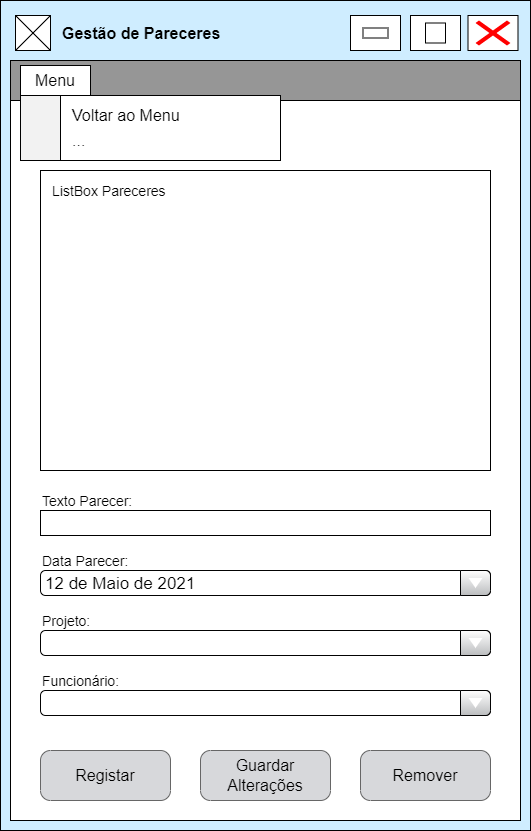 Gestão de Pareceres
Menu
Voltar ao Menu
...
ListBox Pareceres
Texto Parecer:
Data Parecer:
12 de Maio de 2021
Projeto:
Funcionário:
Registar
Guardar
Alterações
Remover